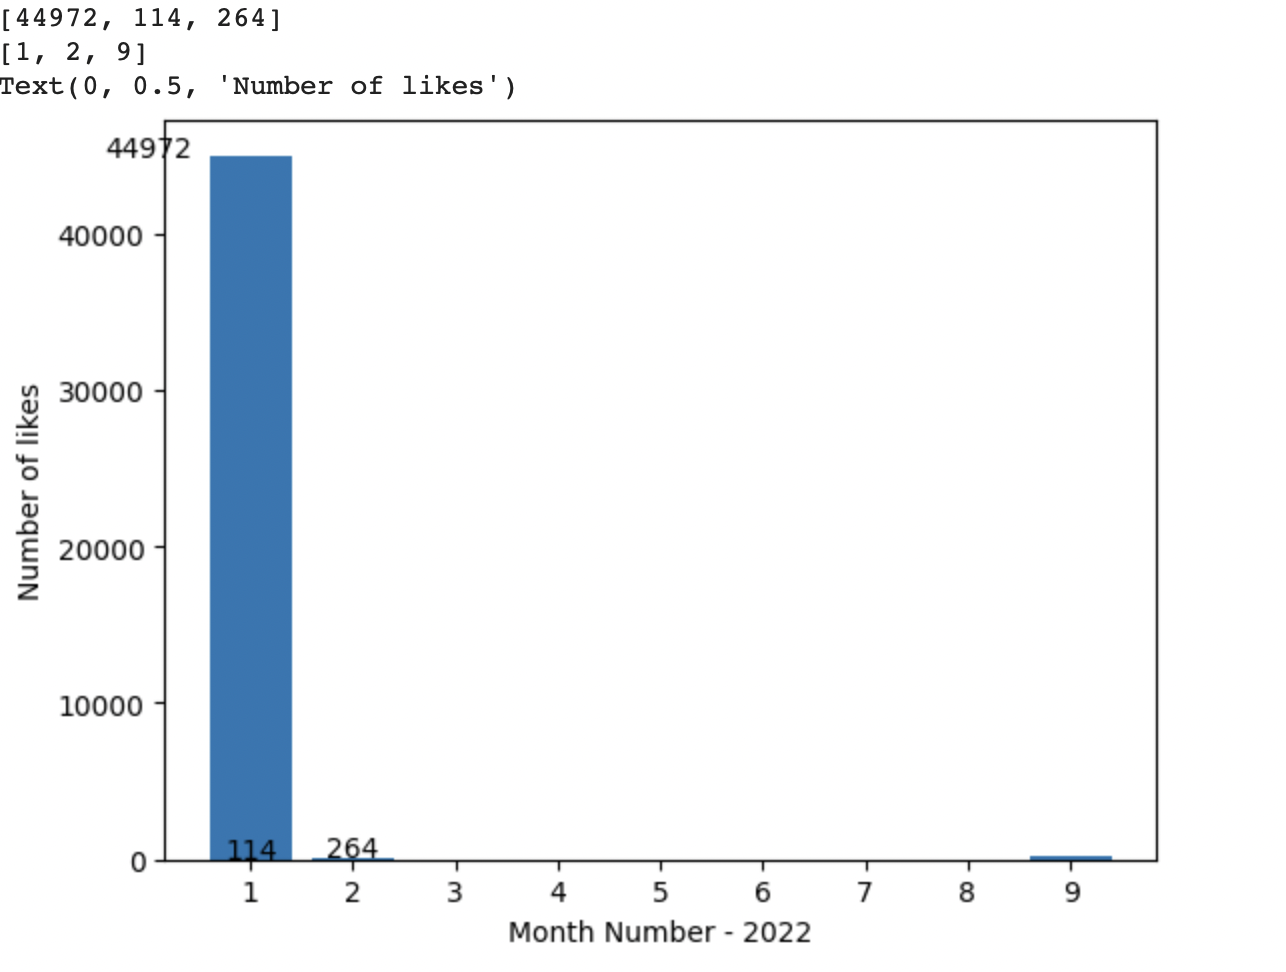 [44972, 114, 264]
[1, 2, 9]
Text(0, 0.5, 'Number of likes')
44972
40000
30000
20000
10000
0
Number of likes
114 264
1 2 3 4 5 6 7 8 9
Month Number - 2022